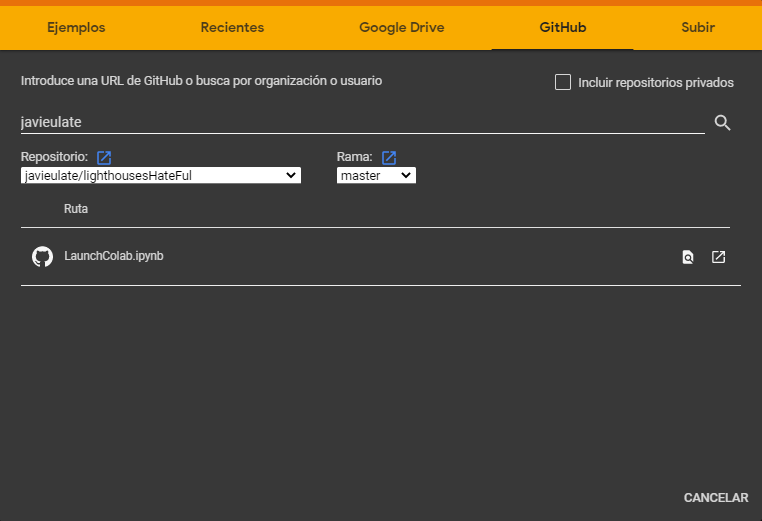 Ejemplos Recientes Google Drive GitHub Subir
Introduce una URL de GitHub o busca por organización o usuario
Incluir repositorios privados
javieulate
Repositorio: Rama:
javieulate/lighthousesHateFul master
Ruta
LaunchColab.ipynb
CANCELAR